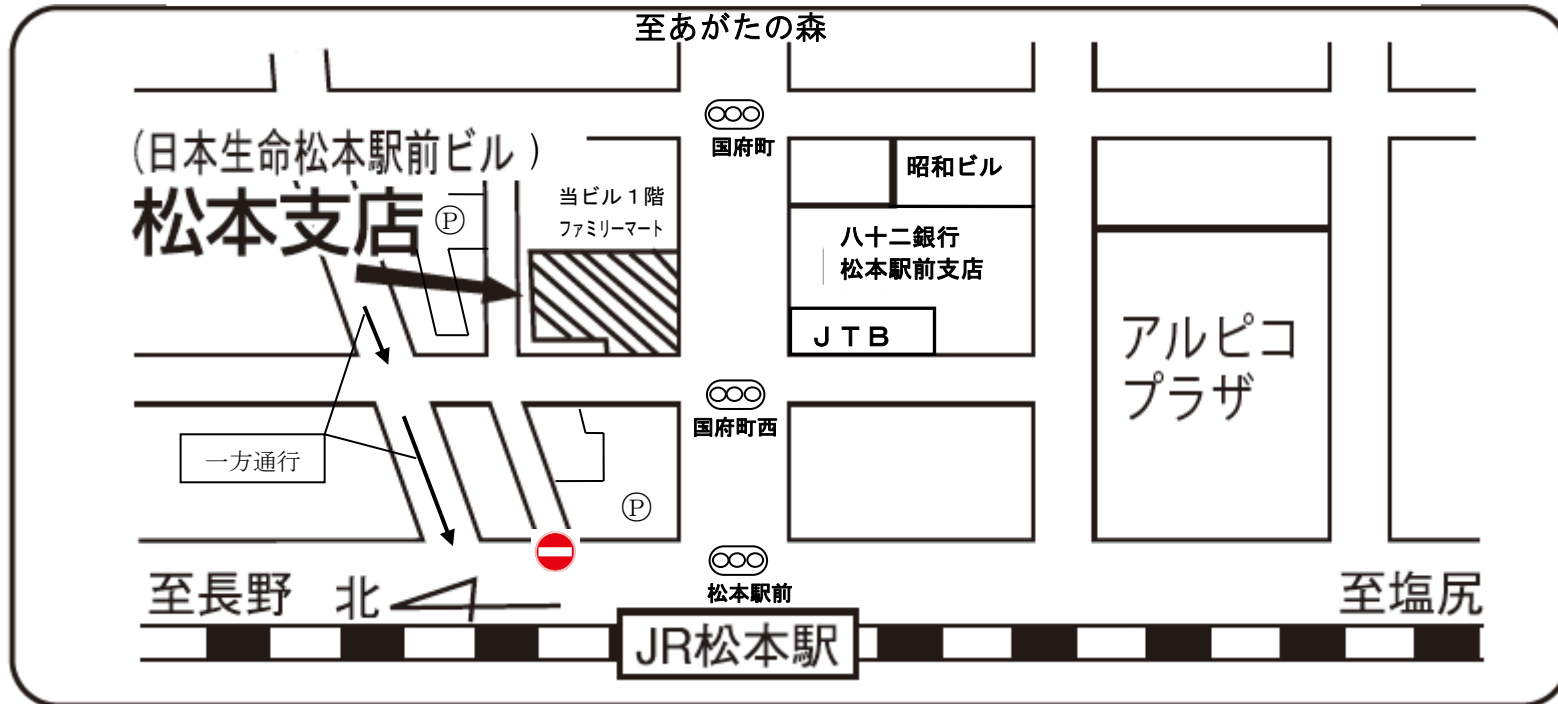 至あがたの森
国府町
(日本生命松本駅前ビル )
松本支店
Ⓟ
当ビル１階
ファミリーマート
昭和ビル
八十二銀行
松本駅前支店
ＪＴＢ
アルピコ
プラザ
国府町西
一方通行
Ⓟ
松本駅前
至長野
北
至塩尻
JR松本駅